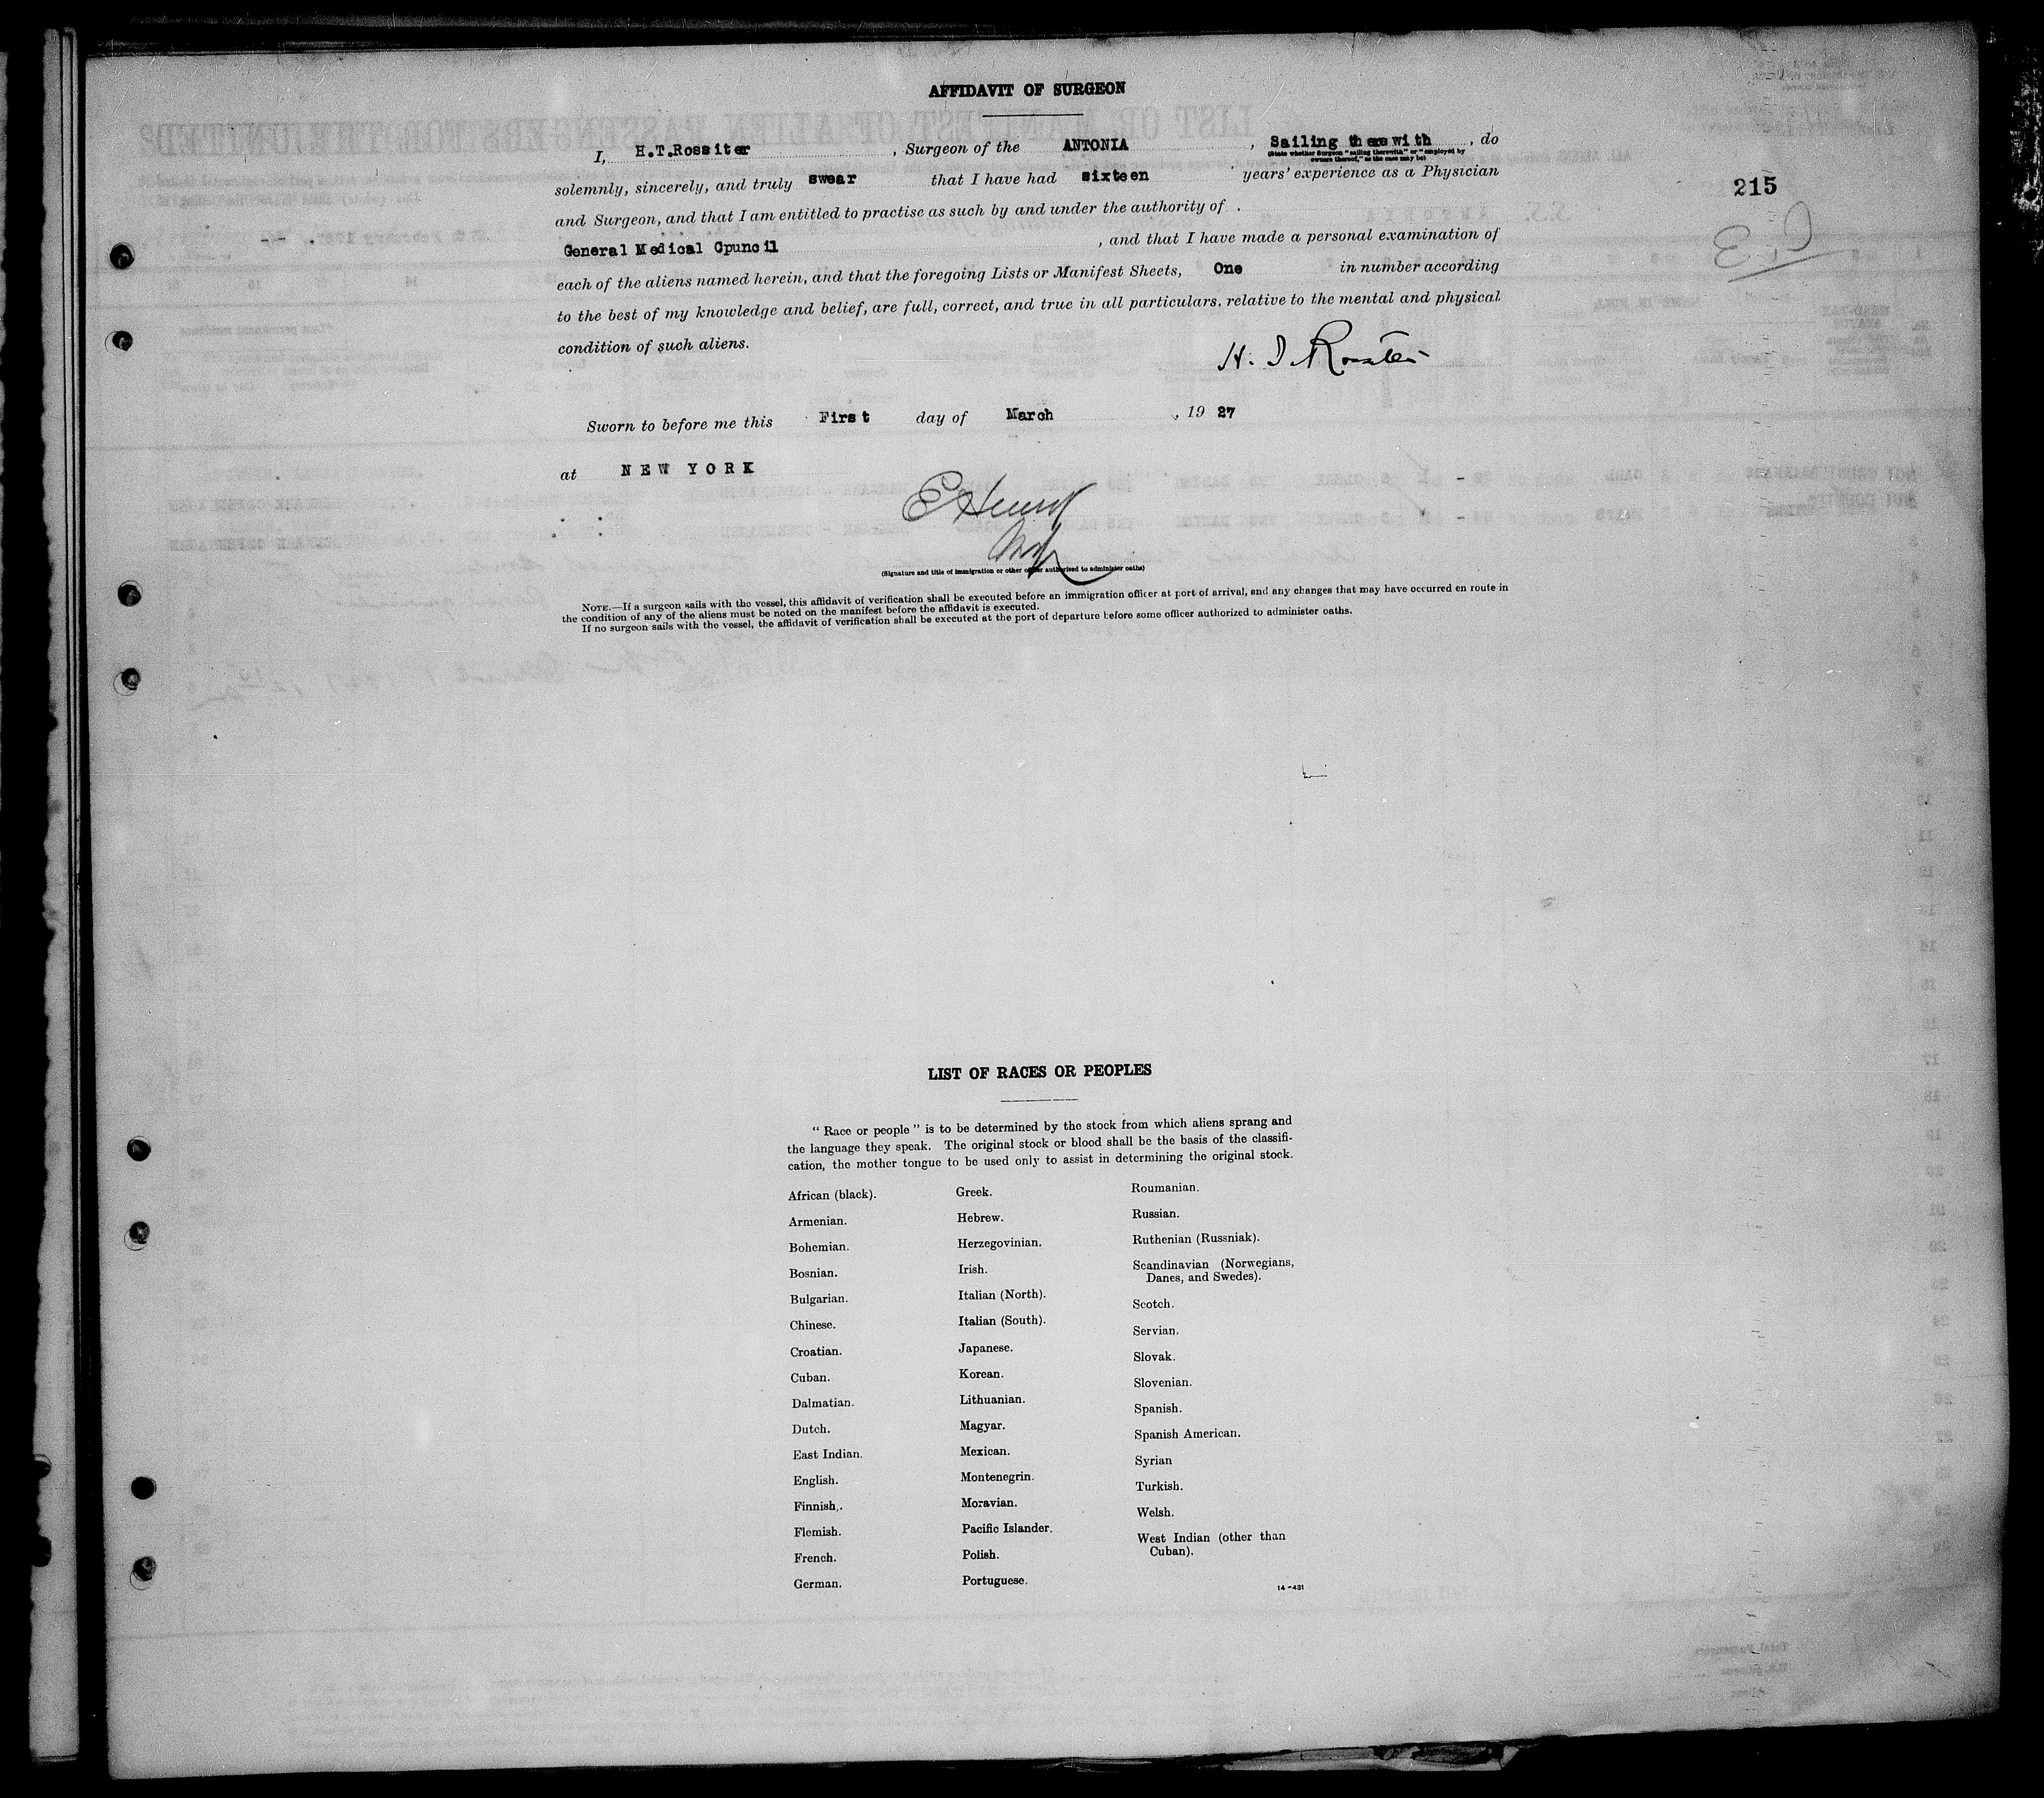 AFFIDAVIT OF SURGEON
I, H.T.Rossiter , Surgeon of the ANTONIA , Sailing therewith , do
(State whether Surgeon "sailing therewith" or "employed by
owners thereof," as the case may be)
solemnly, sincerely, and truly swear that I have had sixteen years' experience as a Physician
215
and Surgeon, and that I am entitled to practise as such by and under the authority of .
General Medical Cpuncil , and that I have made a personal examination of
each of the aliens named herein, and that the foregoing Lists or Manifest Sheets, One in number according
to the best of my knowledge and belief, are full, correct, and true in all particulars, relative to the mental and physical
condition of such aliens.
H. T. Rossiter
Sworn to before me this First day of March , 19 27
at NEW YORK
E Henry
(Signature and title of immigration or other officer authorized to administer oaths)
NOTE.—If a surgeon sails with the vessel, this affidavit of verification shall be executed before an immigration officer at port of arrival, and any changes that may have occurred en route in
the condition of any of the aliens must be noted on the manifest before the affidavit is executed.
If no surgeon sails with the vessel, the affidavit of verification shall be executed at the port of departure before some officer authorized to administer oaths.
LIST OF RACES OR PEOPLES
"Race or people" is to be determined by the stock from which aliens sprang and
the language they speak. The original stock or blood shall be the basis of the classifi-
cation, the mother tongue to be used only to assist in determining the original stock.
African (black).
Armenian.
Bohemian.
Bosnian.
Bulgarian.
Chinese.
Croatian.
Cuban.
Dalmatian.
Dutch.
East Indian.
English.
Finnish.
Flemish.
French.
German.
Greek.
Hebrew.
Herzegovinian.
Irish.
Italian (North).
Italian (South).
Japanese.
Korean.
Lithuanian.
Magyar.
Mexican.
Montenegrin.
Moravian.
Pacific Islander.
Polish.
Portuguese.
Roumanian.
Russian.
Ruthenian (Russniak).
Scandinavian (Norwegians,
Danes, and Swedes).
Scotch.
Servian.
Slovak.
Slovenian.
Spanish.
Spanish American.
Syrian
Turkish.
Welsh.
West Indian (other than
Cuban).
14-431